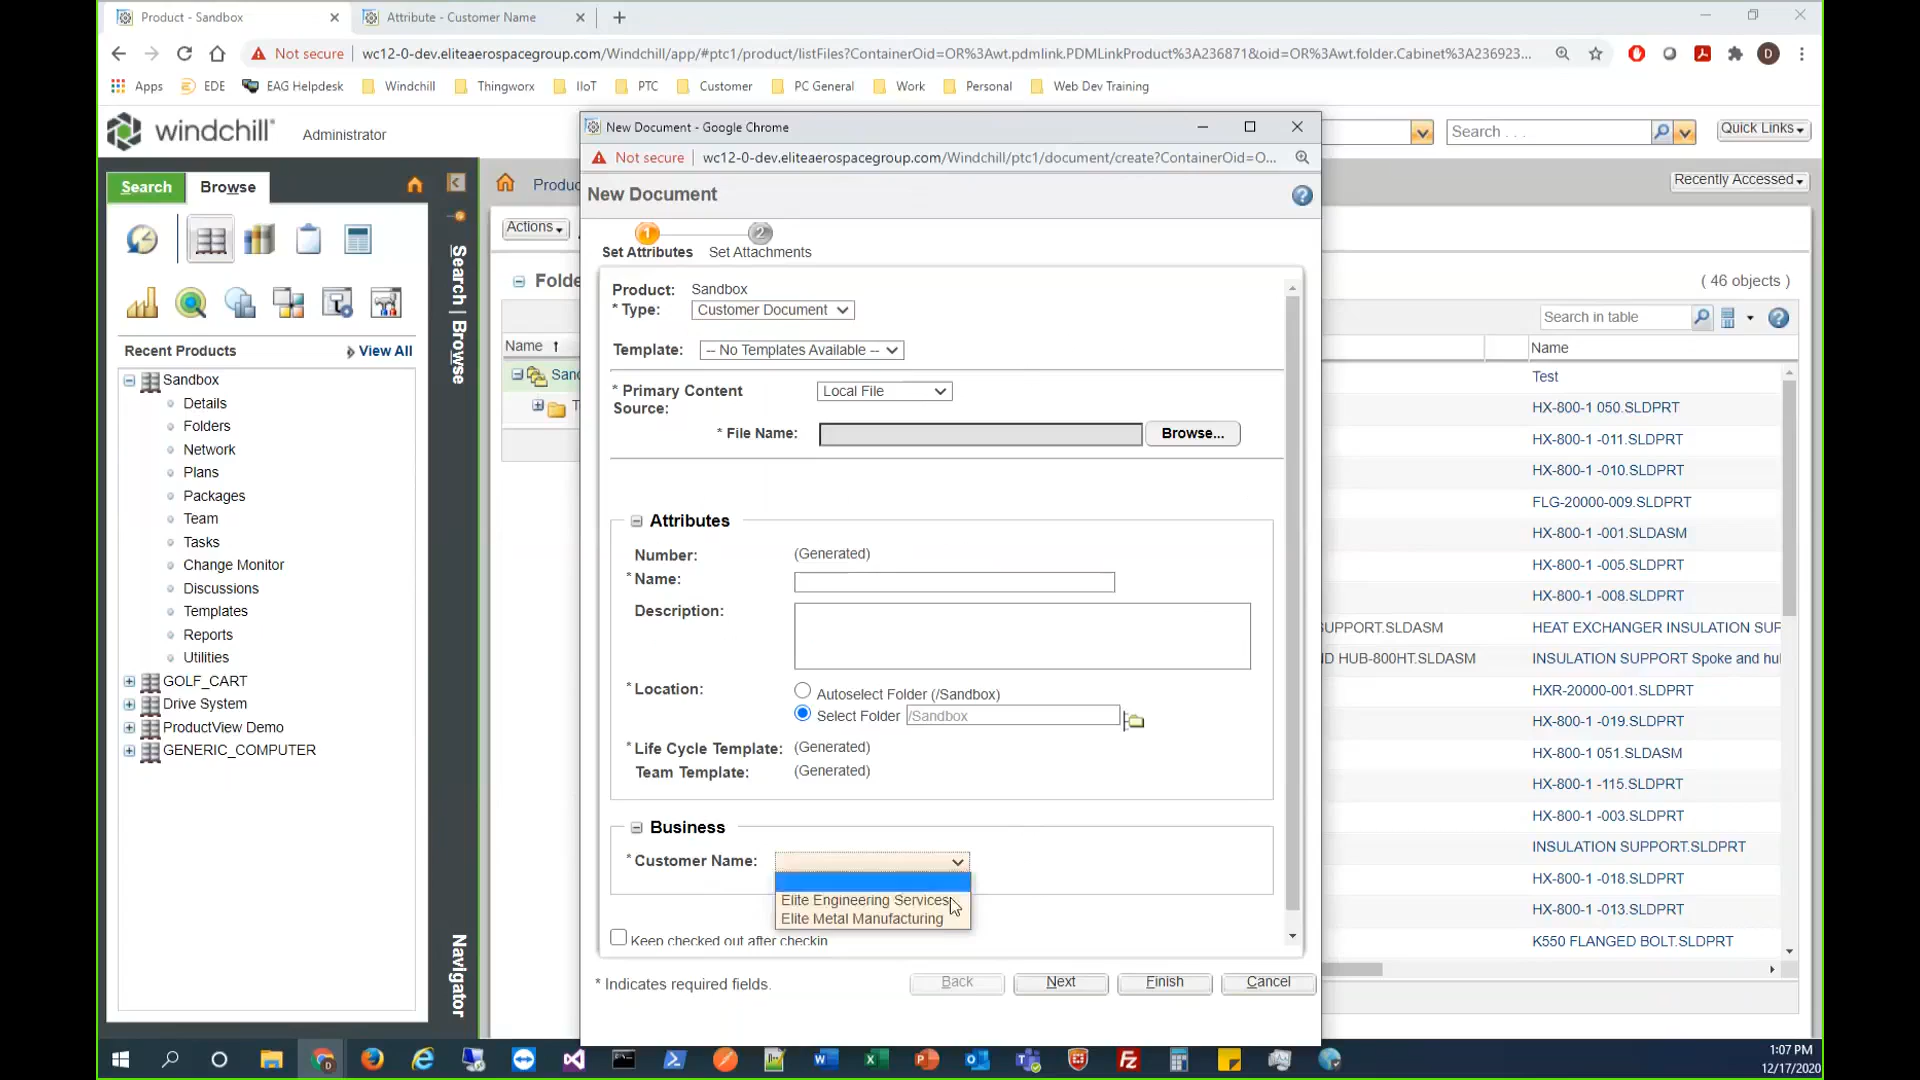 Product - Sandbox
Attribute - Customer Name
Not secure
wc12-0-dev.eliteaerospacegroup.com/Windchill/app/#ptc1/product/listFiles?ContainerOid=OR%3Awt.pdmlink.PDMLinkProduct%3A236871&oid=OR%3Awt.folder.Cabinet%3A236923...
D
Apps
EDE
EAG Helpdesk
Windchill
Thingworx
IIoT
PTC
Customer
PC General
Work
Personal
Web Dev Training
windchill
Administrator
Search . . .
Quick Links
Search
Browse
Produc
Recently Accessed
Actions
Search | Browse
Navigator
Folde
( 46 objects )
Search in table
Name
Sand
T
Name
Test
HX-800-1 050.SLDPRT
HX-800-1 -011.SLDPRT
HX-800-1 -010.SLDPRT
FLG-20000-009.SLDPRT
HX-800-1 -001.SLDASM
HX-800-1 -005.SLDPRT
HX-800-1 -008.SLDPRT
SUPPORT.SLDASM
HEAT EXCHANGER INSULATION SUP
ID HUB-800HT.SLDASM
INSULATION SUPPORT Spoke and hul
HXR-20000-001.SLDPRT
HX-800-1 -019.SLDPRT
HX-800-1 051.SLDASM
HX-800-1 -115.SLDPRT
HX-800-1 -003.SLDPRT
INSULATION SUPPORT.SLDPRT
HX-800-1 -018.SLDPRT
HX-800-1 -013.SLDPRT
K550 FLANGED BOLT.SLDPRT
Recent Products
View All
Sandbox
Details
Folders
Network
Plans
Packages
Team
Tasks
Change Monitor
Discussions
Templates
Reports
Utilities
GOLF_CART
Drive System
ProductView Demo
GENERIC_COMPUTER
New Document - Google Chrome
Not secure
wc12-0-dev.eliteaerospacegroup.com/Windchill/ptc1/document/create?ContainerOid=O...
New Document
1
2
Set Attributes
Set Attachments
Product: Sandbox
* Type: Customer Document
Template: -- No Templates Available --
* Primary Content Source: Local File
* File Name:
Browse...
Attributes
Number: (Generated)
* Name:
Description:
* Location:
Autoselect Folder (/Sandbox)
Select Folder /Sandbox
* Life Cycle Template: (Generated)
Team Template: (Generated)
Business
* Customer Name:
Elite Engineering Services
Elite Metal Manufacturing
Keep checked out after checkin
* Indicates required fields.
Back
Next
Finish
Cancel
1:07 PM
12/17/2020